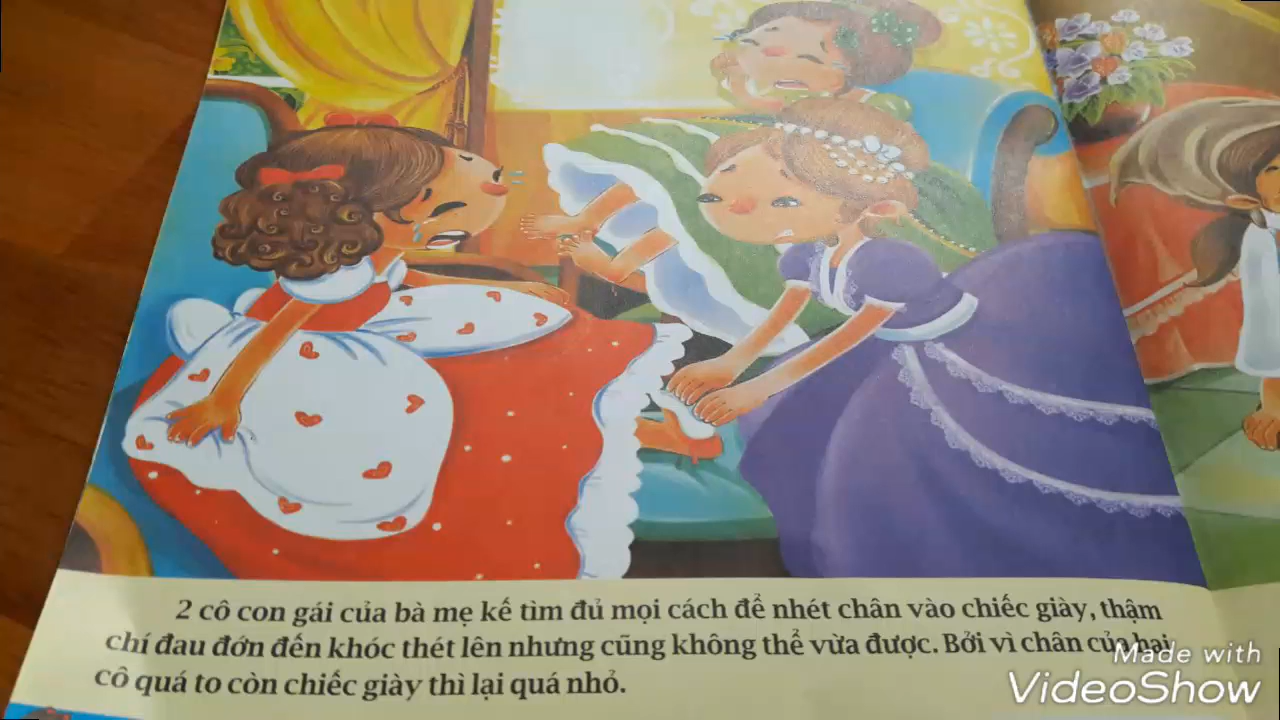 2 cô con gái của bà mẹ kế tìm đủ mọi cách để nhét chân vào chiếc giày, thậm
chí đau đớn đến khóc thét lên nhưng cũng không thể vừa được. Bởi vì chân của hai
cô quá to còn chiếc giày thì lại quá nhỏ.
Made with
VideoShow